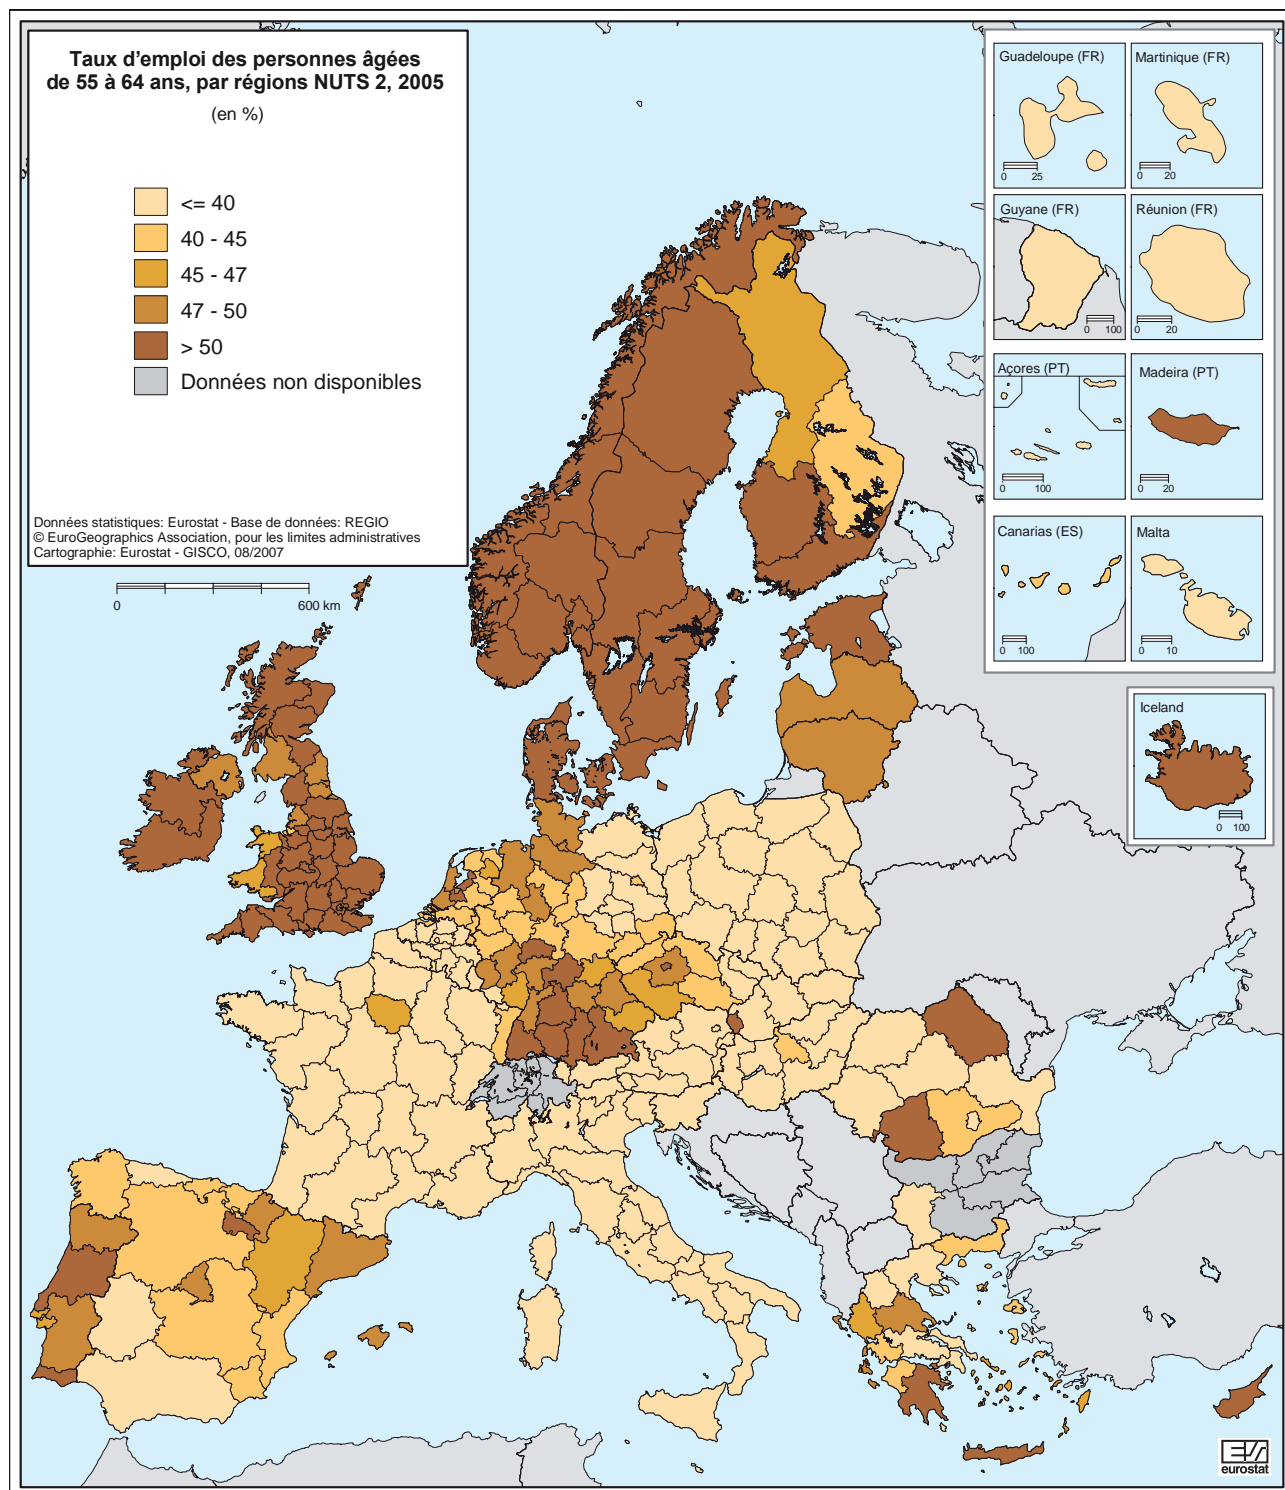 Taux d'emploi des personnes âgées
de 55 à 64 ans, par régions NUTS 2, 2005
(en %)
<= 40
40 - 45
45 - 47
47 - 50
> 50
Données non disponibles
Données statistiques: Eurostat - Base de données: REGIO
© EuroGeographics Association, pour les limites administratives
Cartographie: Eurostat - GISCO, 08/2007
0 600 km
Guadeloupe (FR)
0 25
Martinique (FR)
0 20
Guyane (FR)
0 100
Réunion (FR)
0 20
Açores (PT)
0 100
Madeira (PT)
0 20
Canarias (ES)
0 100
Malta
0 10
Iceland
0 100
eurostat